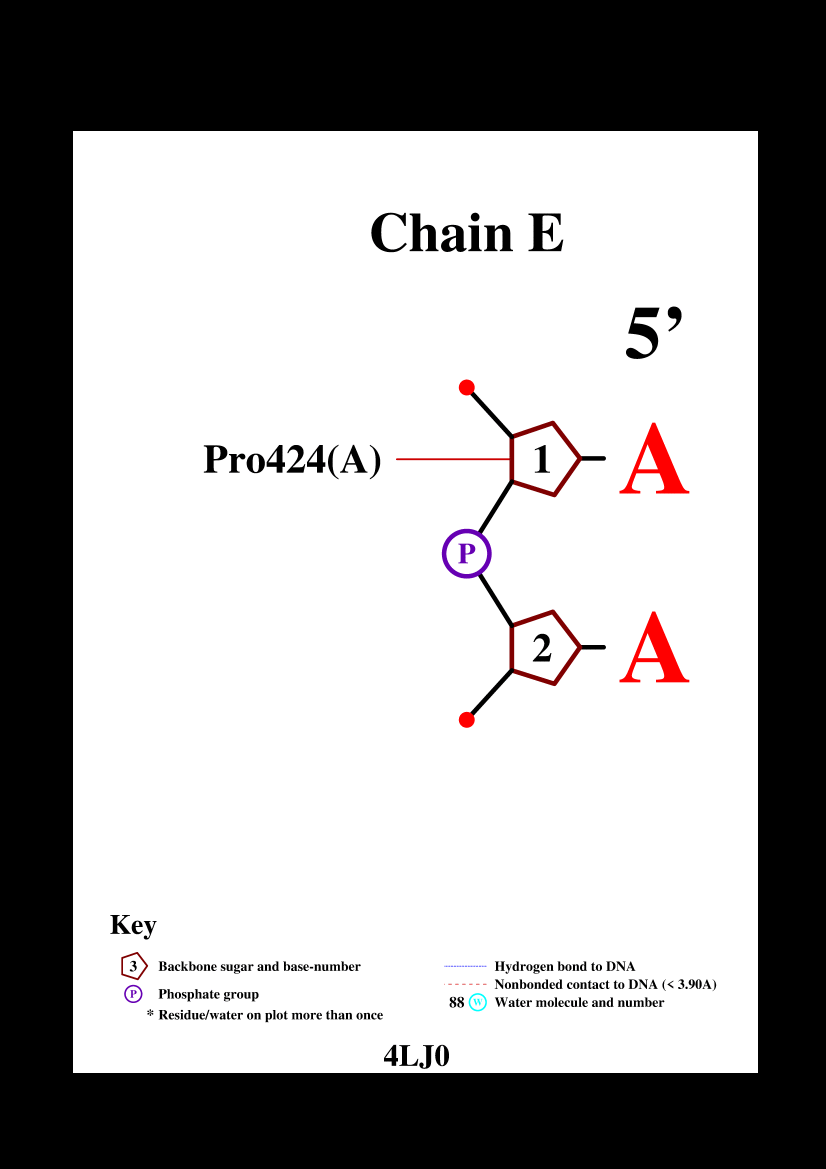 Chain E
5’
Pro424(A)
1
A
P
2
A
Key
3 Backbone sugar and base-number
P Phosphate group
* Residue/water on plot more than once
Hydrogen bond to DNA
Nonbonded contact to DNA (< 3.90A)
88 W Water molecule and number
4LJ0